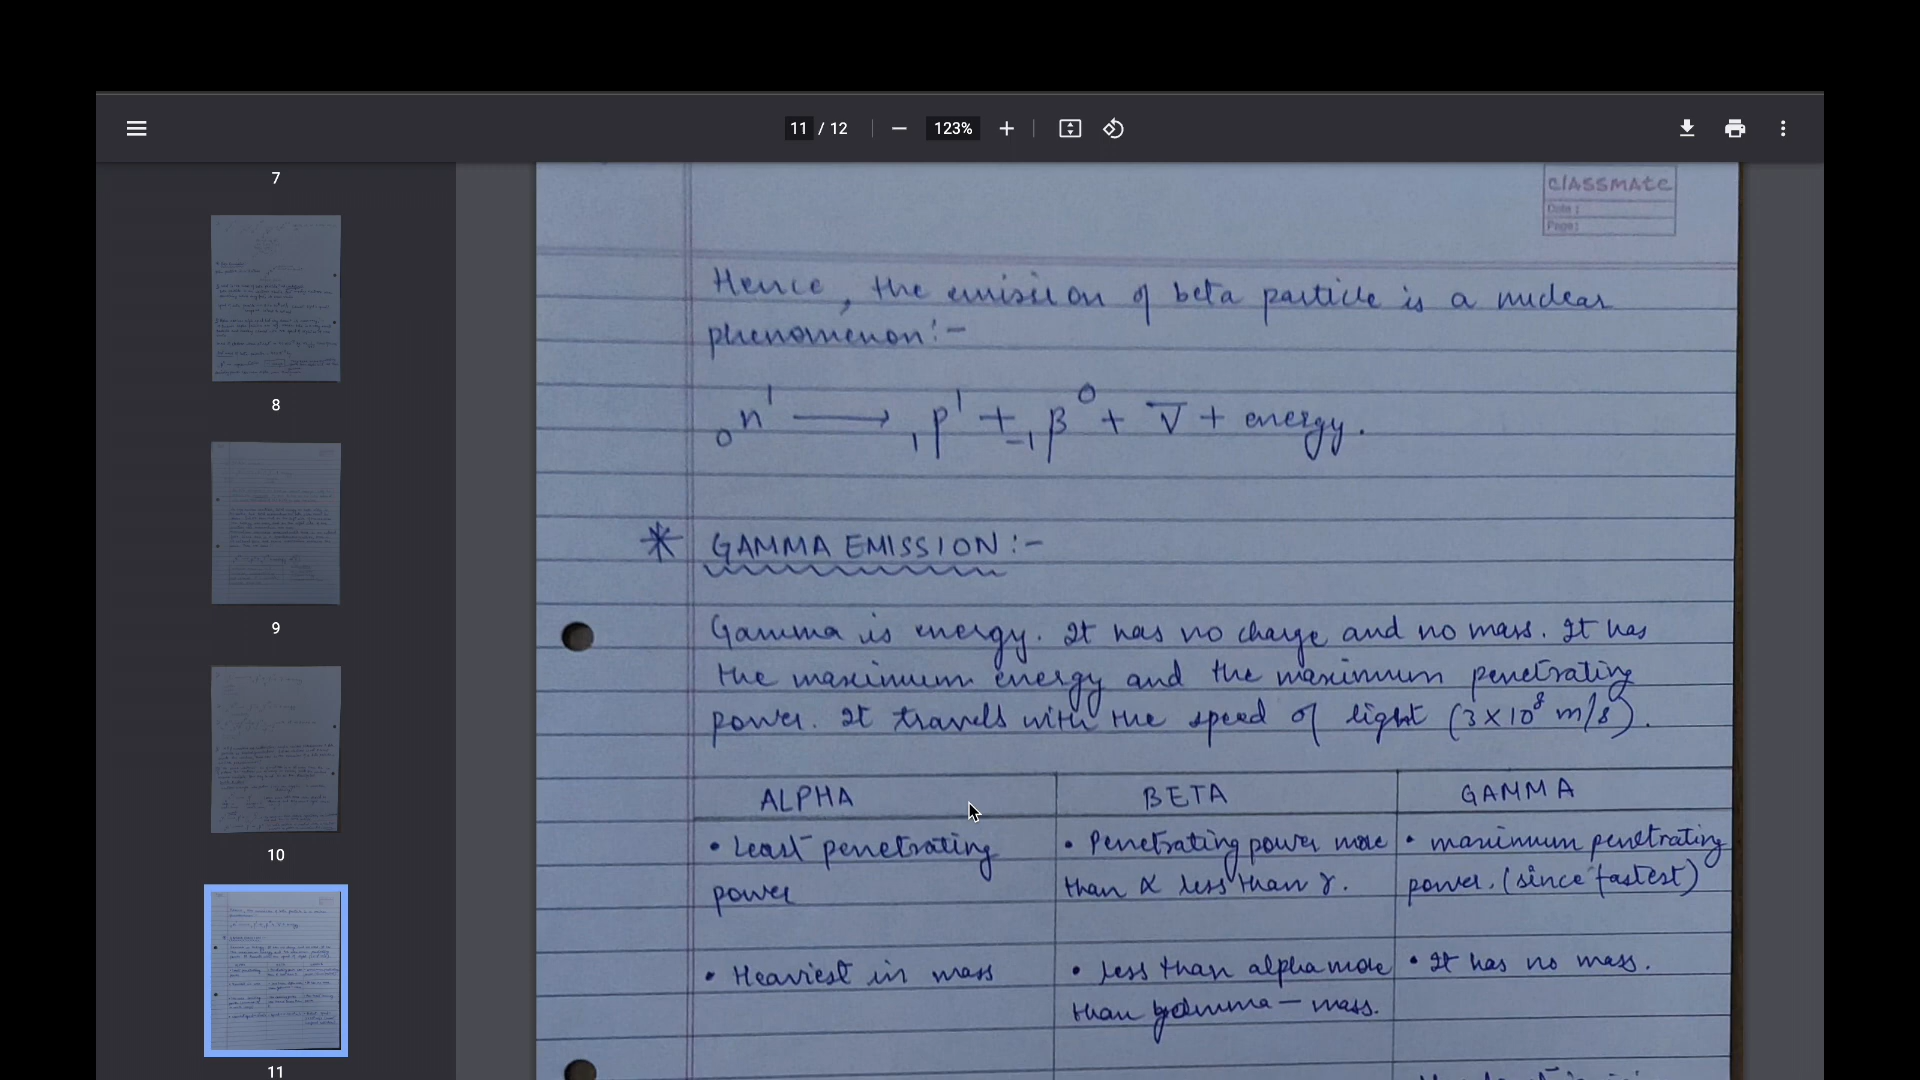 11 / 12
123%
7
8
9
10
11
classmate
Date :
Page:
Hence, the emission of beta particle is a nuclear
phenomenon:-
₀n¹ ⟶ ₁p¹ + ₋₁β⁰ + ν̅ + energy.
* GAMMA EMISSION :-
Gamma is energy. It has no charge and no mass. It has
the maximum energy and the maximum penetrating
power. It travels with the speed of light (3×10⁸ m/s).
ALPHA BETA GAMMA
• Least penetrating • Penetrating power more • maximum penetrating
power than α less than γ. power. (since fastest)
• Heaviest in mass • less than alpha more • It has no mass.
than gamma — mass.